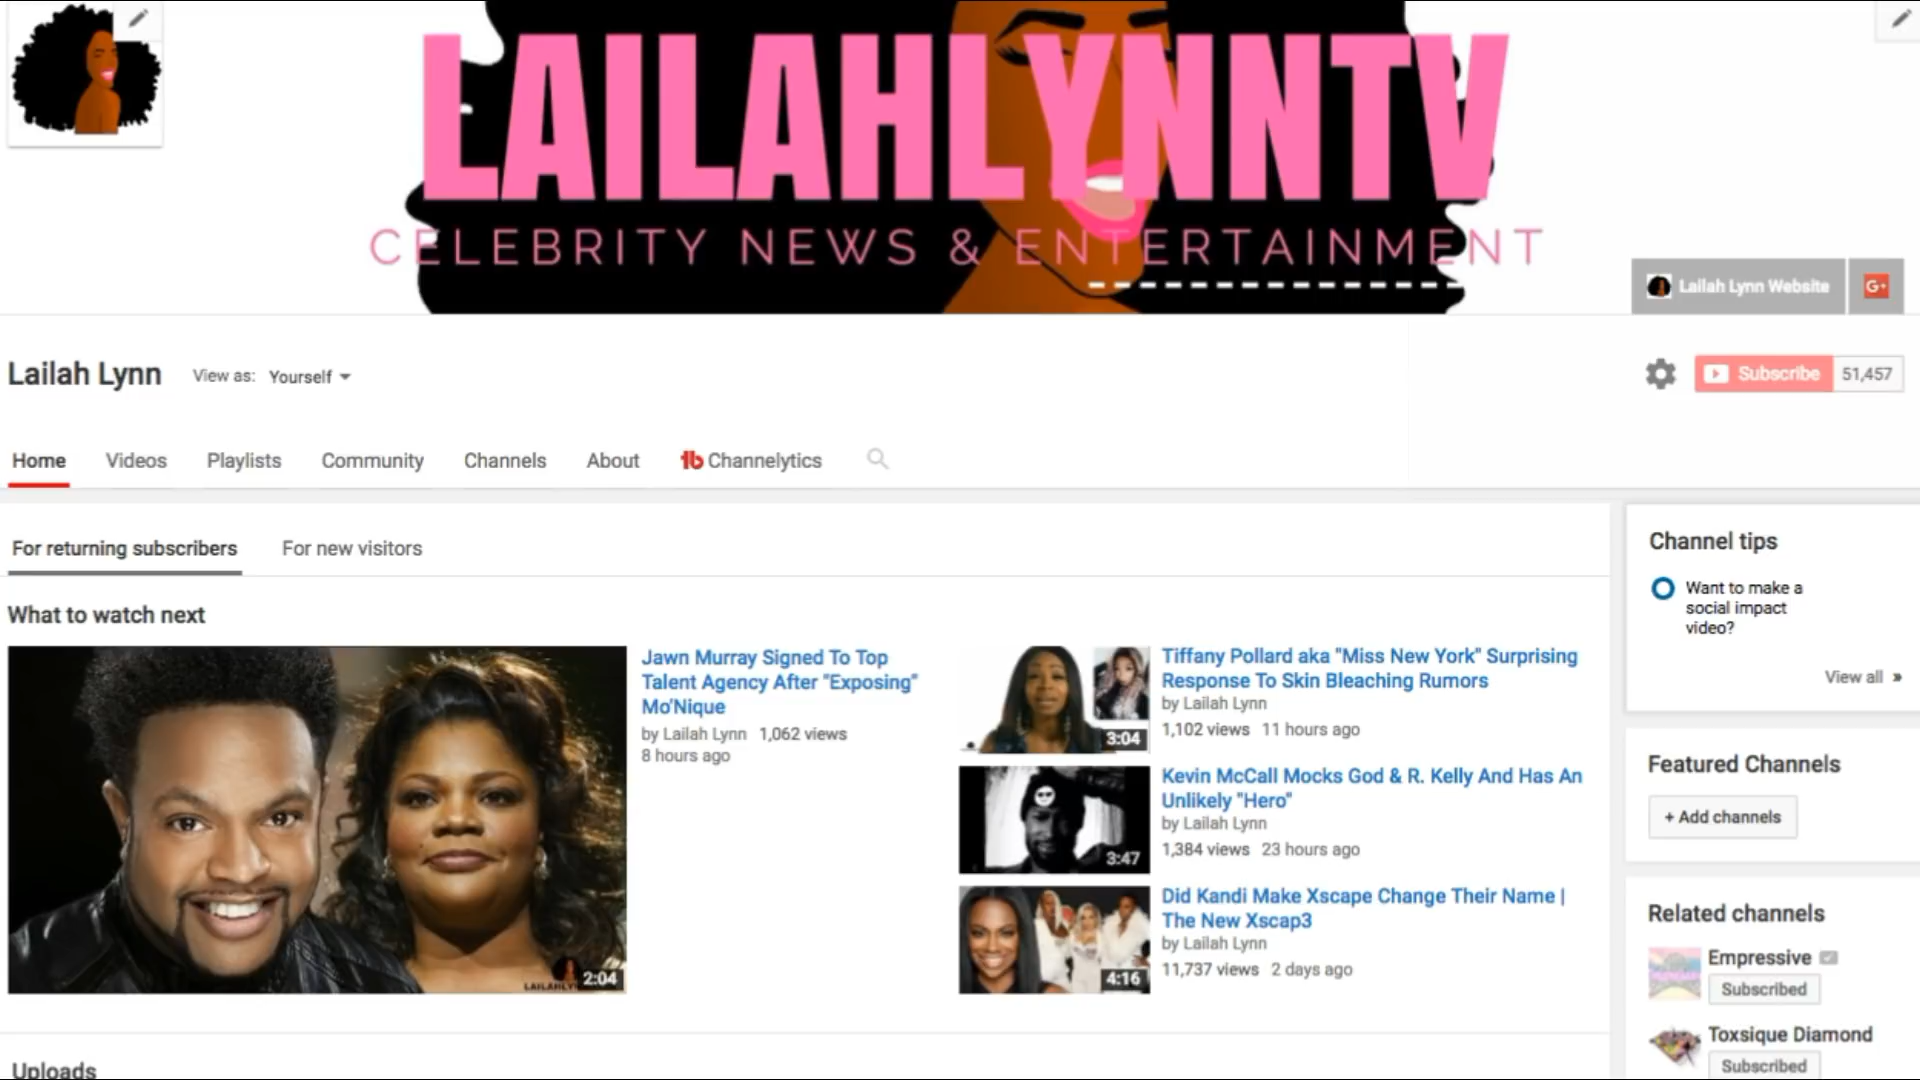 LAILAHLYNNTV
CELEBRITY NEWS & ENTERTAINMENT
Lailah Lynn Website
G+
Lailah Lynn
View as: Yourself
Subscribe 51,457
Home Videos Playlists Community Channels About tb Channelytics
For returning subscribers For new visitors
What to watch next
Jawn Murray Signed To Top
Talent Agency After "Exposing"
Mo'Nique
by Lailah Lynn 1,062 views
8 hours ago
2:04
Tiffany Pollard aka "Miss New York" Surprising
Response To Skin Bleaching Rumors
by Lailah Lynn
1,102 views 11 hours ago
3:04
Kevin McCall Mocks God & R. Kelly And Has An
Unlikely "Hero"
by Lailah Lynn
1,384 views 23 hours ago
3:47
Did Kandi Make Xscape Change Their Name |
The New Xscap3
by Lailah Lynn
11,737 views 2 days ago
4:16
Uploads
Channel tips
Want to make a
social impact
video?
View all »
Featured Channels
+ Add channels
Related channels
Empressive
Subscribed
Toxsique Diamond
Subscribed